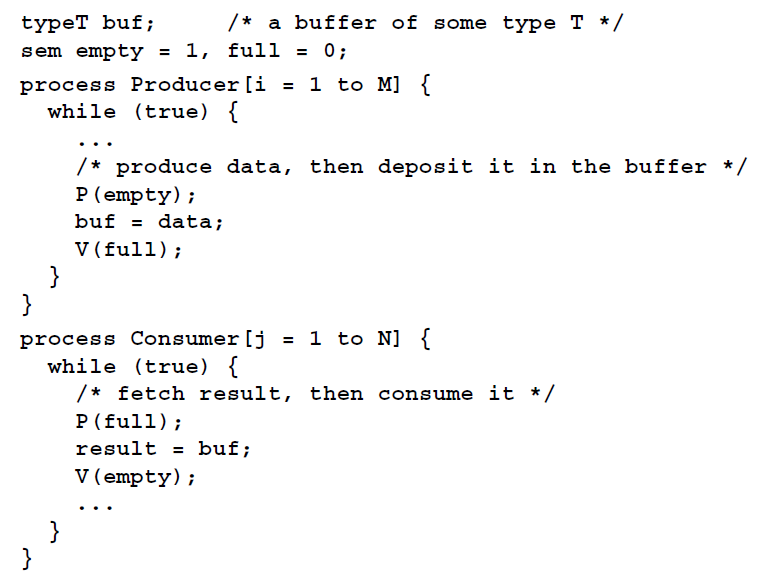 typeT buf;     /* a buffer of some type T */
sem empty = 1, full = 0;
process Producer[i = 1 to M] {
  while (true) {
    ...
    /* produce data, then deposit it in the buffer */
    P(empty);
    buf = data;
    V(full);
  }
}
process Consumer[j = 1 to N] {
  while (true) {
    /* fetch result, then consume it */
    P(full);
    result = buf;
    V(empty);
    ...
  }
}